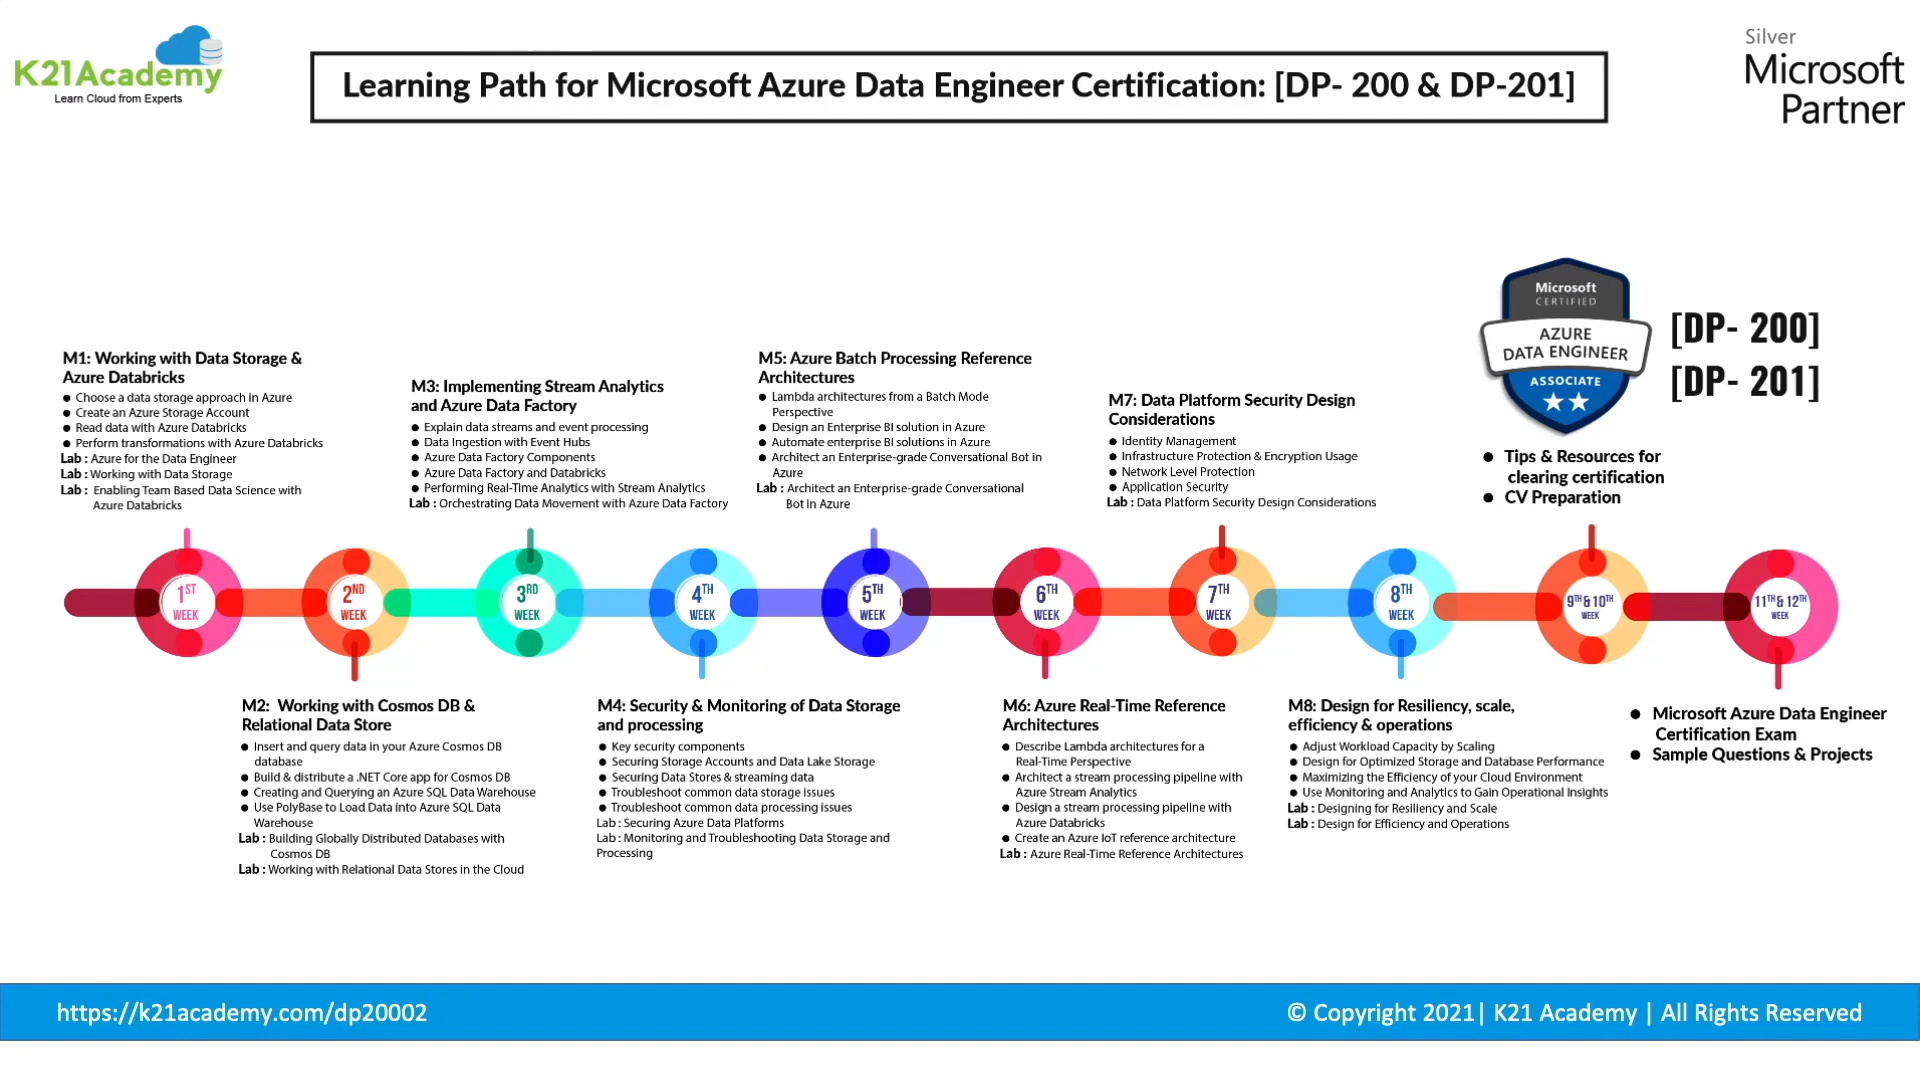 K21Academy
Learn Cloud from Experts
Learning Path for Microsoft Azure Data Engineer Certification: [DP- 200 & DP-201]
Silver
Microsoft
Partner
M1: Working with Data Storage &
Azure Databricks
● Choose a data storage approach in Azure
● Create an Azure Storage Account
● Read data with Azure Databricks
● Perform transformations with Azure Databricks
Lab : Azure for the Data Engineer
Lab : Working with Data Storage
Lab : Enabling Team Based Data Science with
Azure Databricks
M3: Implementing Stream Analytics
and Azure Data Factory
● Explain data streams and event processing
● Data Ingestion with Event Hubs
● Azure Data Factory Components
● Azure Data Factory and Databricks
● Performing Real-Time Analytics with Stream Analytics
Lab : Orchestrating Data Movement with Azure Data Factory
M5: Azure Batch Processing Reference
Architectures
● Lambda architectures from a Batch Mode
Perspective
● Design an Enterprise BI solution in Azure
● Automate enterprise BI solutions in Azure
● Architect an Enterprise-grade Conversational Bot in
Azure
Lab : Architect an Enterprise-grade Conversational
Bot in Azure
M7: Data Platform Security Design
Considerations
● Identity Management
● Infrastructure Protection & Encryption Usage
● Network Level Protection
● Application Security
Lab : Data Platform Security Design Considerations
Microsoft
CERTIFIED
AZURE
DATA ENGINEER
ASSOCIATE
[DP- 200]
[DP- 201]
● Tips & Resources for
clearing certification
● CV Preparation
1ST
WEEK
2ND
WEEK
3RD
WEEK
4TH
WEEK
5TH
WEEK
6TH
WEEK
7TH
WEEK
8TH
WEEK
9TH & 10TH
WEEK
11TH & 12TH
WEEK
M2: Working with Cosmos DB &
Relational Data Store
● Insert and query data in your Azure Cosmos DB
database
● Build & distribute a .NET Core app for Cosmos DB
● Creating and Querying an Azure SQL Data Warehouse
● Use PolyBase to Load Data into Azure SQL Data
Warehouse
Lab : Building Globally Distributed Databases with
Cosmos DB
Lab : Working with Relational Data Stores in the Cloud
M4: Security & Monitoring of Data Storage
and processing
● Key security components
● Securing Storage Accounts and Data Lake Storage
● Securing Data Stores & streaming data
● Troubleshoot common data storage issues
● Troubleshoot common data processing issues
Lab : Securing Azure Data Platforms
Lab : Monitoring and Troubleshooting Data Storage and
Processing
M6: Azure Real-Time Reference
Architectures
● Describe Lambda architectures for a
Real-Time Perspective
● Architect a stream processing pipeline with
Azure Stream Analytics
● Design a stream processing pipeline with
Azure Databricks
● Create an Azure IoT reference architecture
Lab : Azure Real-Time Reference Architectures
M8: Design for Resiliency, scale,
efficiency & operations
● Adjust Workload Capacity by Scaling
● Design for Optimized Storage and Database Performance
● Maximizing the Efficiency of your Cloud Environment
● Use Monitoring and Analytics to Gain Operational Insights
Lab : Designing for Resiliency and Scale
Lab : Design for Efficiency and Operations
● Microsoft Azure Data Engineer
Certification Exam
● Sample Questions & Projects
https://k21academy.com/dp20002
© Copyright 2021| K21 Academy | All Rights Reserved